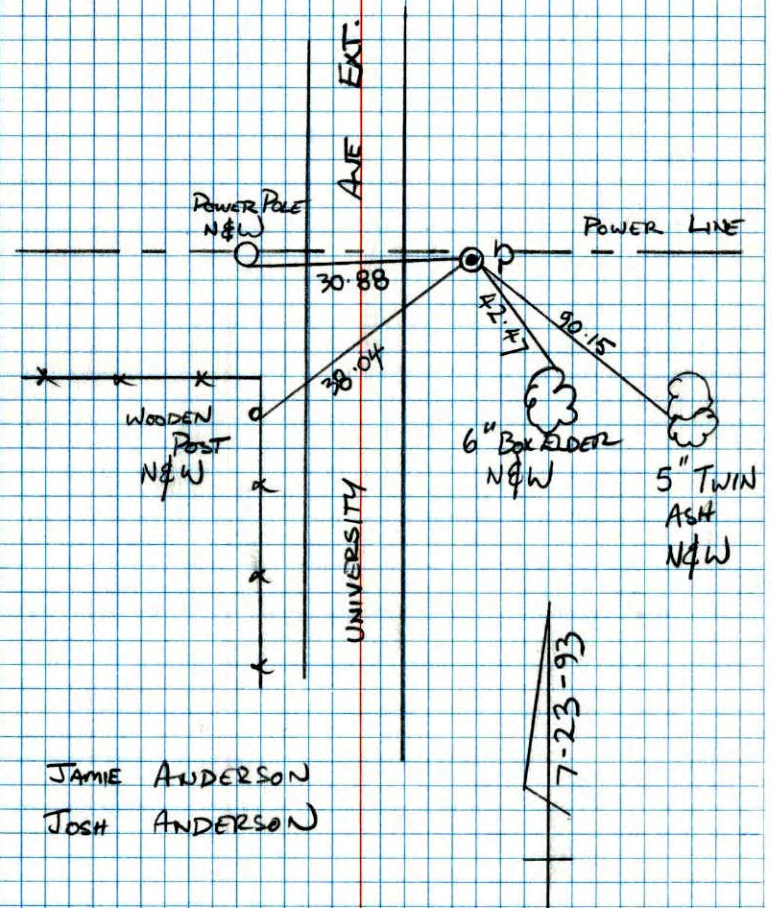 UNIVERSITY AVE EXT.
POWER POLE
N&W
POWER LINE
P
30.88
38.04
42.47
90.15
WOODEN
POST
N&W
6" BOX ELDER
N&W
5" TWIN
ASH
N&W
7-23-93
JAMIE ANDERSON
JOSH ANDERSON